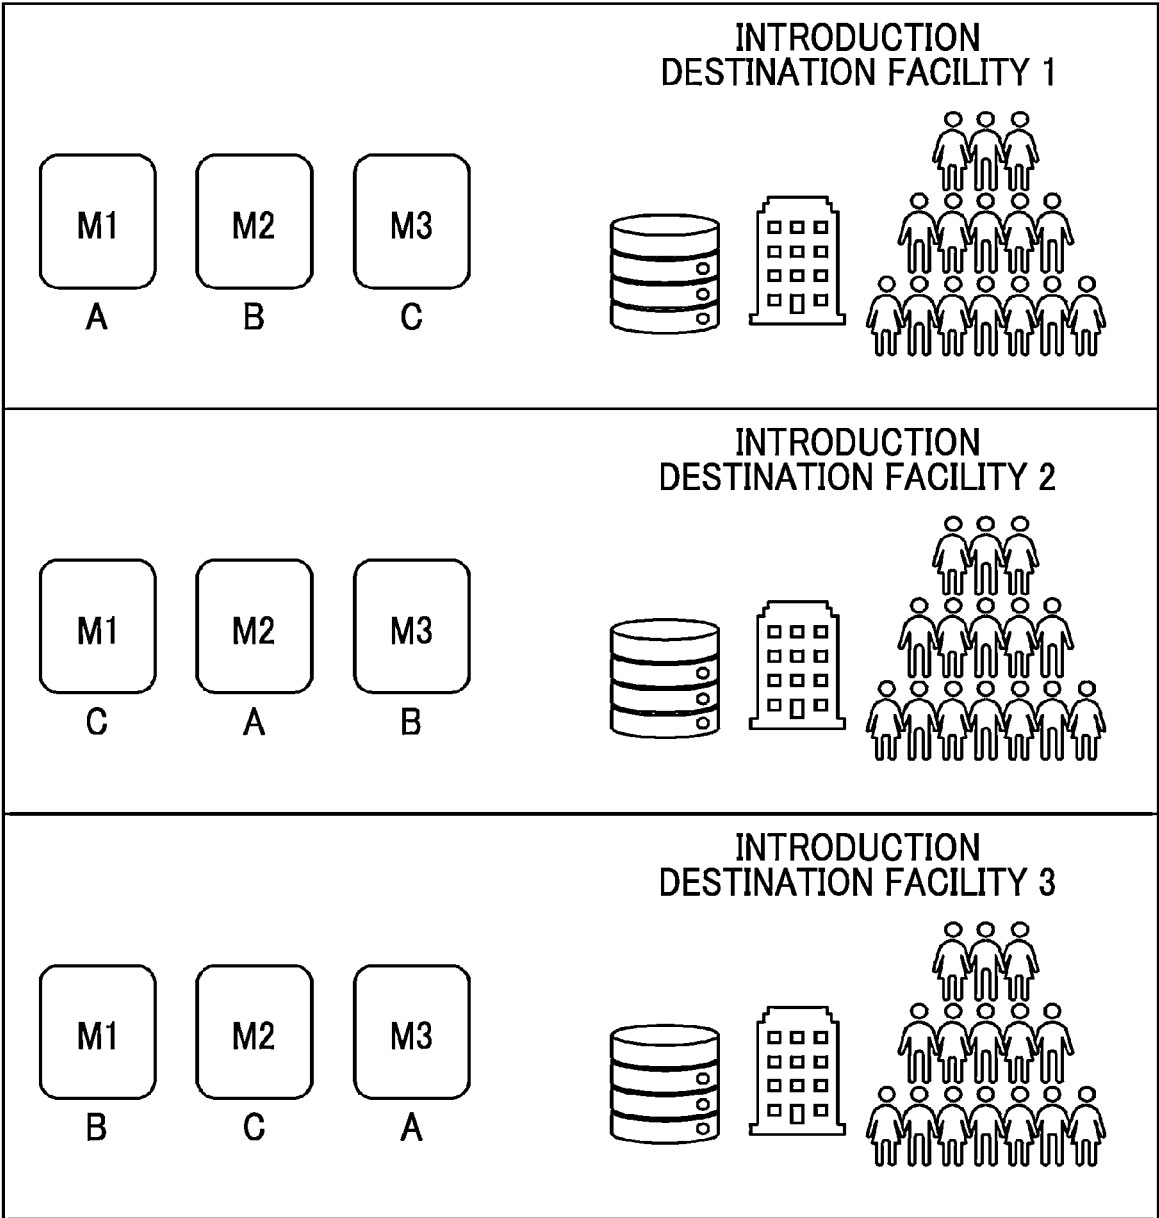 INTRODUCTION
DESTINATION FACILITY 1
M1 M2 M3
A B C
INTRODUCTION
DESTINATION FACILITY 2
M1 M2 M3
C A B
INTRODUCTION
DESTINATION FACILITY 3
M1 M2 M3
B C A